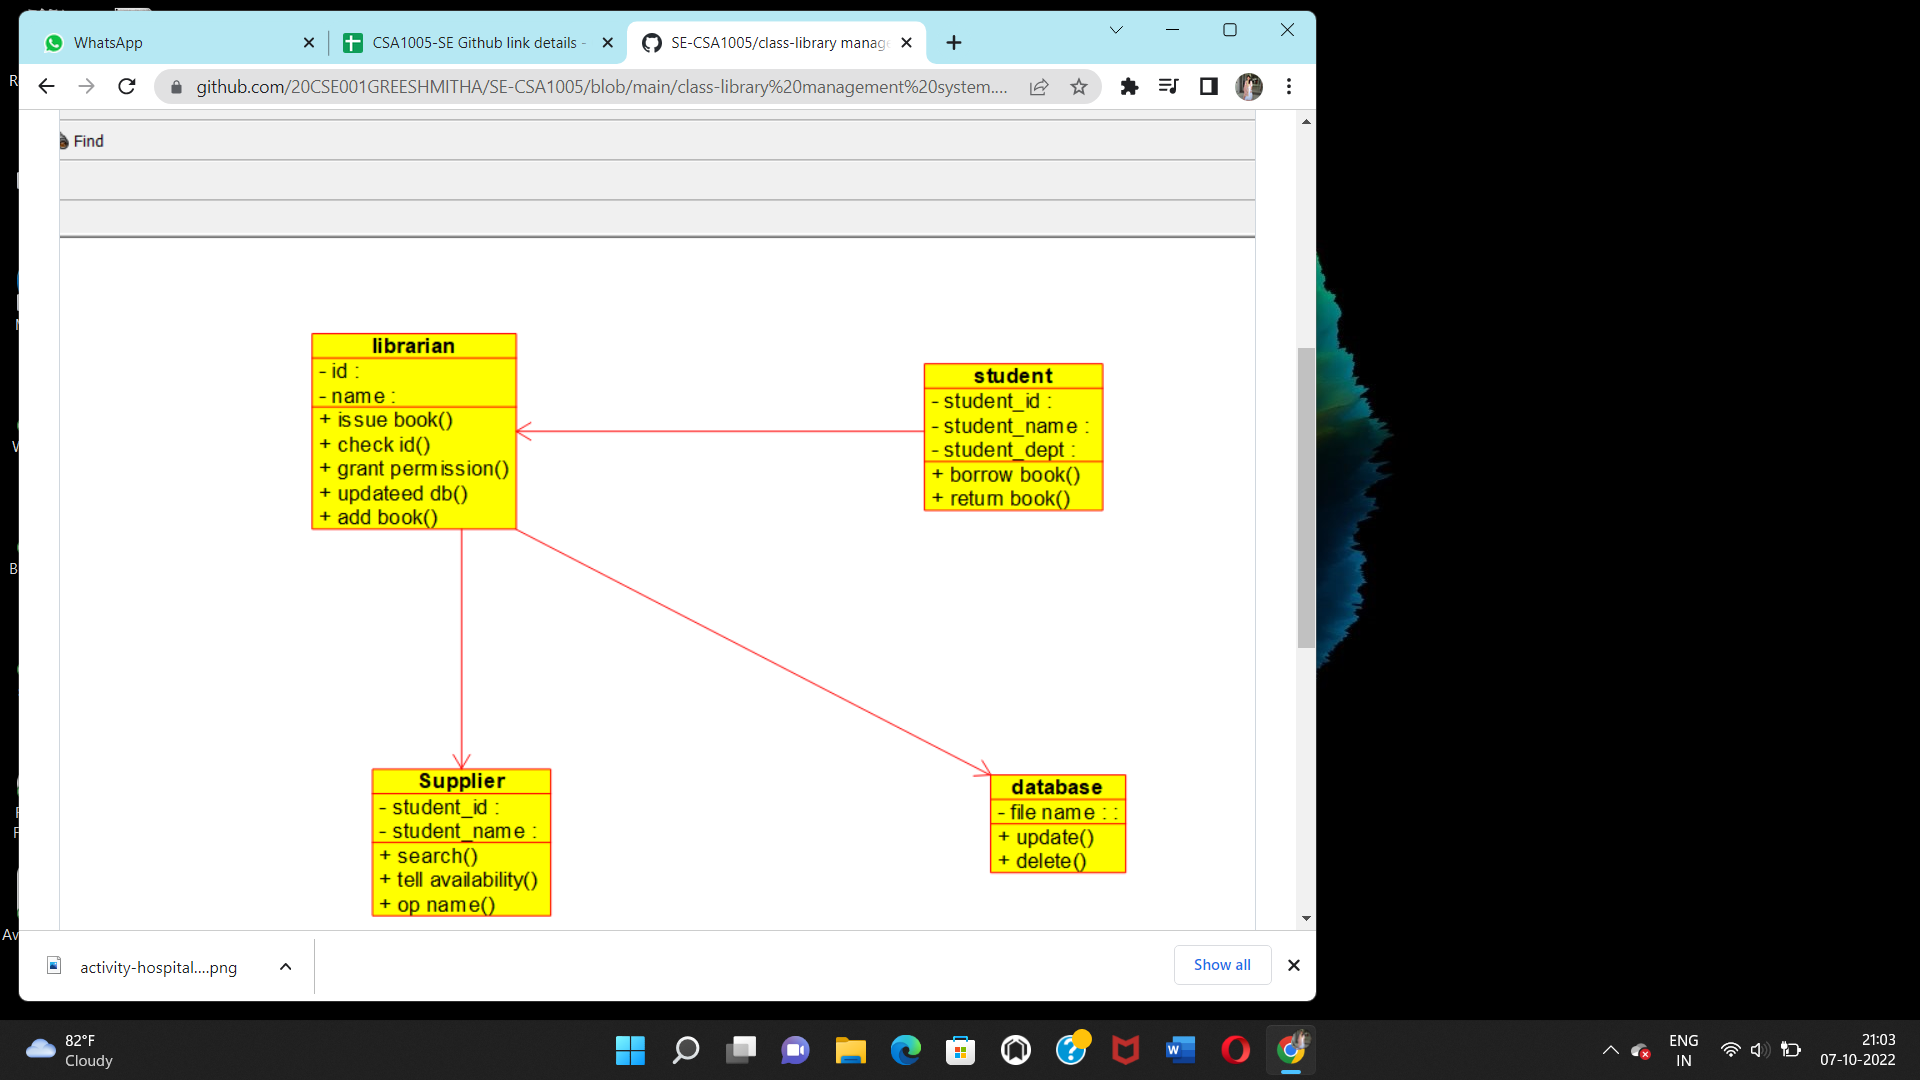 WhatsApp
CSA1005-SE Github link details -
SE-CSA1005/class-library manag
github.com/20CSE001GREESHMITHA/SE-CSA1005/blob/main/class-library%20management%20system....
Find
librarian
- id :
- name :
+ issue book()
+ check id()
+ grant permission()
+ updateed db()
+ add book()
student
- student_id :
- student_name :
- student_dept :
+ borrow book()
+ return book()
Supplier
- student_id :
- student_name :
+ search()
+ tell availability()
+ op name()
database
- file name : :
+ update()
+ delete()
activity-hospital....png
Show all
82°F
Cloudy
ENG
IN
21:03
07-10-2022